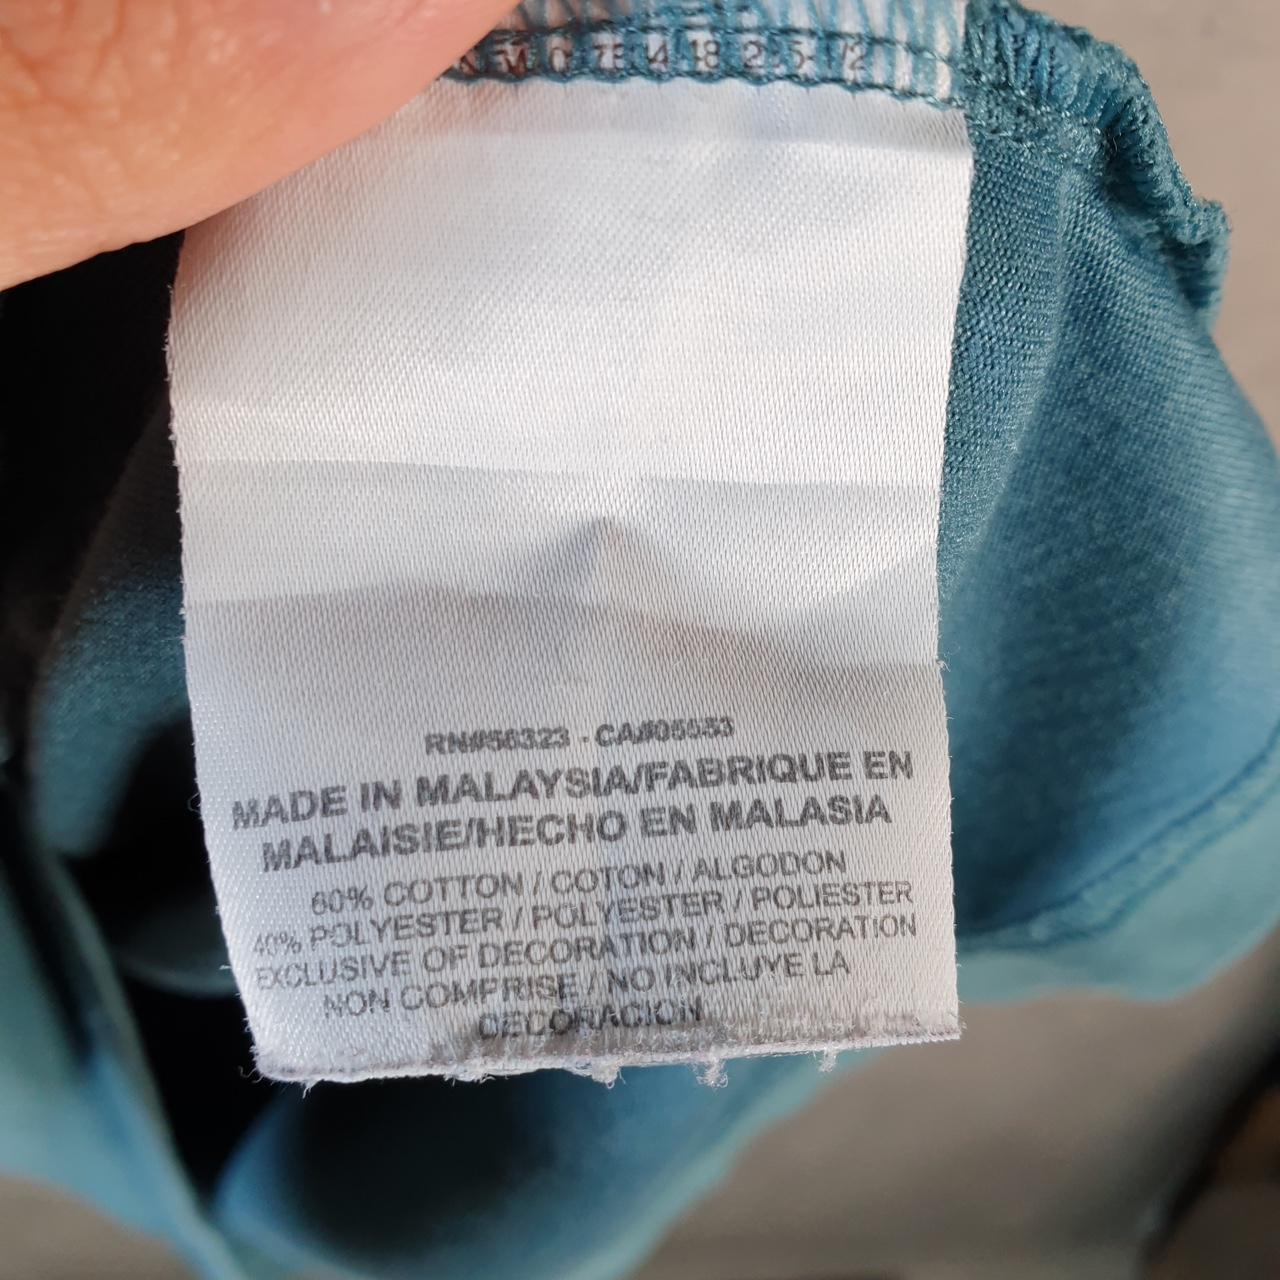 RN#56323 - CA#05553
MADE IN MALAYSIA/FABRIQUE EN
MALAISIE/HECHO EN MALASIA
60% COTTON / COTON / ALGODON
40% POLYESTER / POLYESTER / POLIESTER
EXCLUSIVE OF DECORATION / DECORATION
NON COMPRISE / NO INCLUYE LA
DECORACION